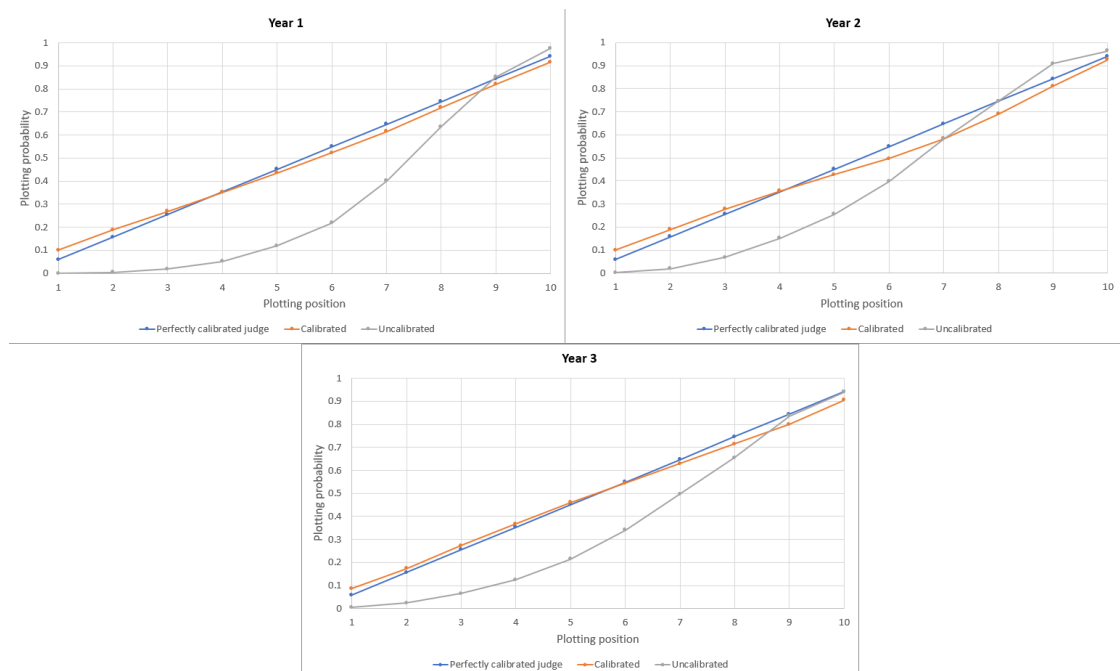 Year 1
Plotting probability
1
0.9
0.8
0.7
0.6
0.5
0.4
0.3
0.2
0.1
0
1 2 3 4 5 6 7 8 9 10
Plotting position
Perfectly calibrated judge Calibrated Uncalibrated
Year 2
Plotting probability
1
0.9
0.8
0.7
0.6
0.5
0.4
0.3
0.2
0.1
0
1 2 3 4 5 6 7 8 9 10
Plotting position
Perfectly calibrated judge Calibrated Uncalibrated
Year 3
Plotting probability
1
0.9
0.8
0.7
0.6
0.5
0.4
0.3
0.2
0.1
0
1 2 3 4 5 6 7 8 9 10
Plotting position
Perfectly calibrated judge Calibrated Uncalibrated